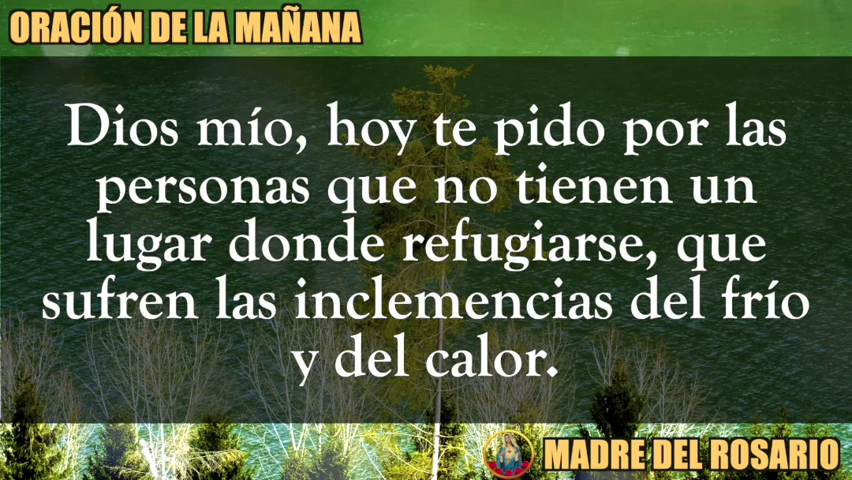 ORACIÓN DE LA MAÑANA
Dios mío, hoy te pido por las
personas que no tienen un
lugar donde refugiarse, que
sufren las inclemencias del frío
y del calor.
MADRE DEL ROSARIO